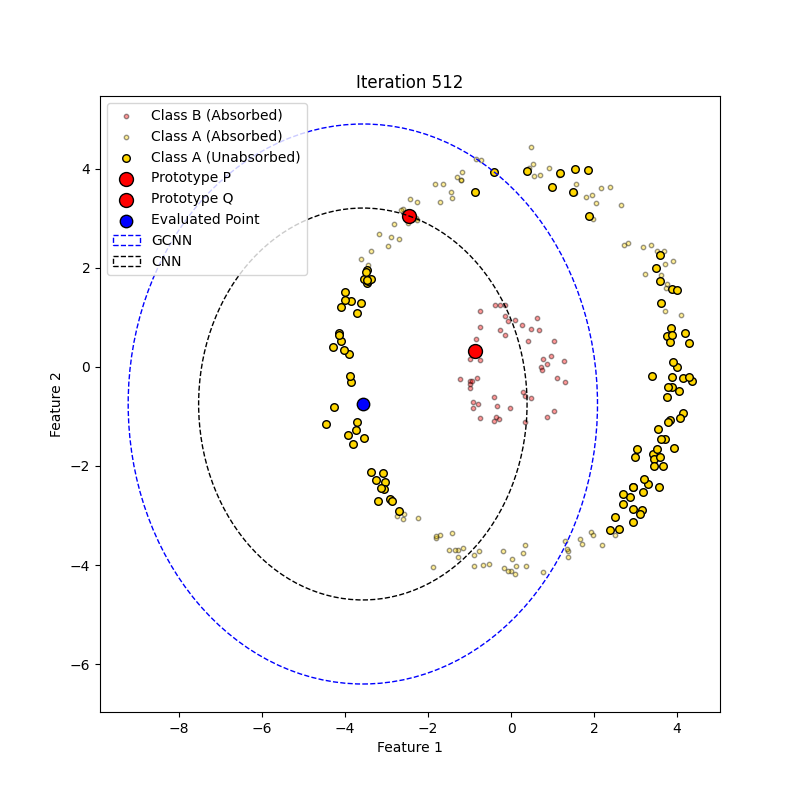 Iteration 512
Class B (Absorbed)
Class A (Absorbed)
Class A (Unabsorbed)
Prototype P
Prototype Q
Evaluated Point
GCNN
CNN
4
2
0
−2
−4
−6
Feature 2
−8
−6
−4
−2
0
2
4
Feature 1